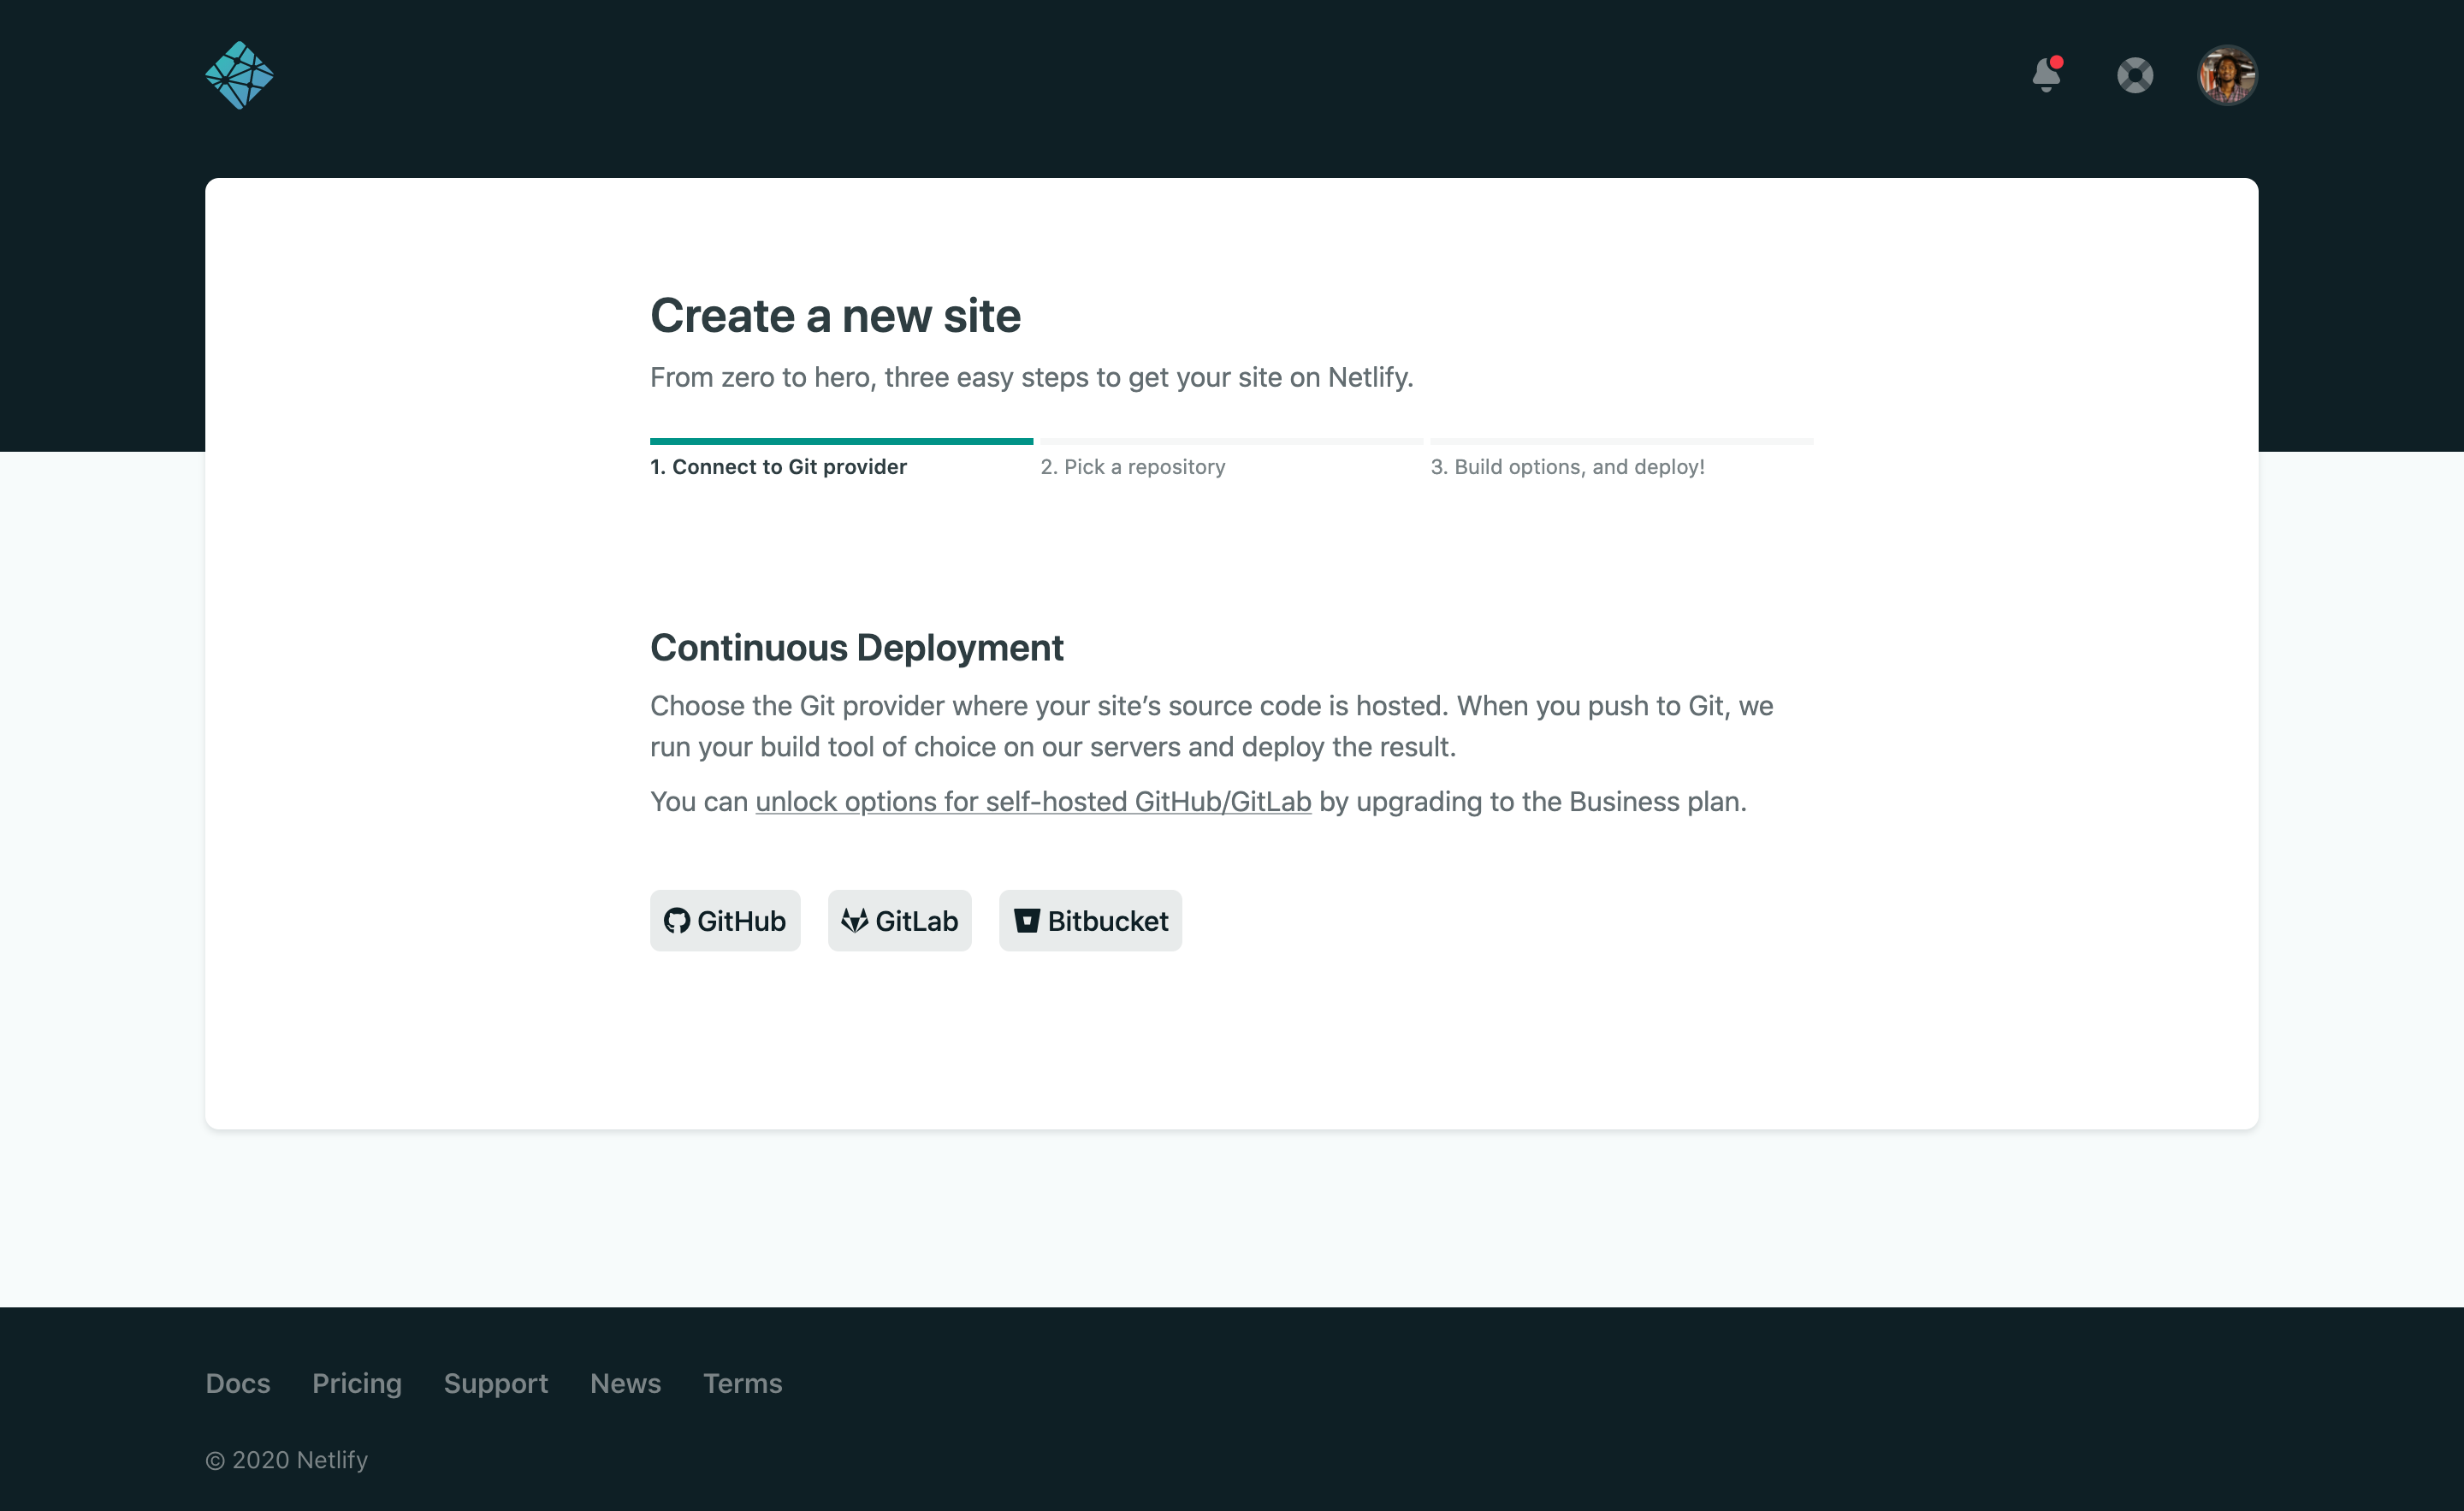 Create a new site
From zero to hero, three easy steps to get your site on Netlify.
1. Connect to Git provider
2. Pick a repository
3. Build options, and deploy!
Continuous Deployment
Choose the Git provider where your site’s source code is hosted. When you push to Git, we
run your build tool of choice on our servers and deploy the result.
You can unlock options for self-hosted GitHub/GitLab by upgrading to the Business plan.
GitHub
GitLab
Bitbucket
Docs
Pricing
Support
News
Terms
© 2020 Netlify